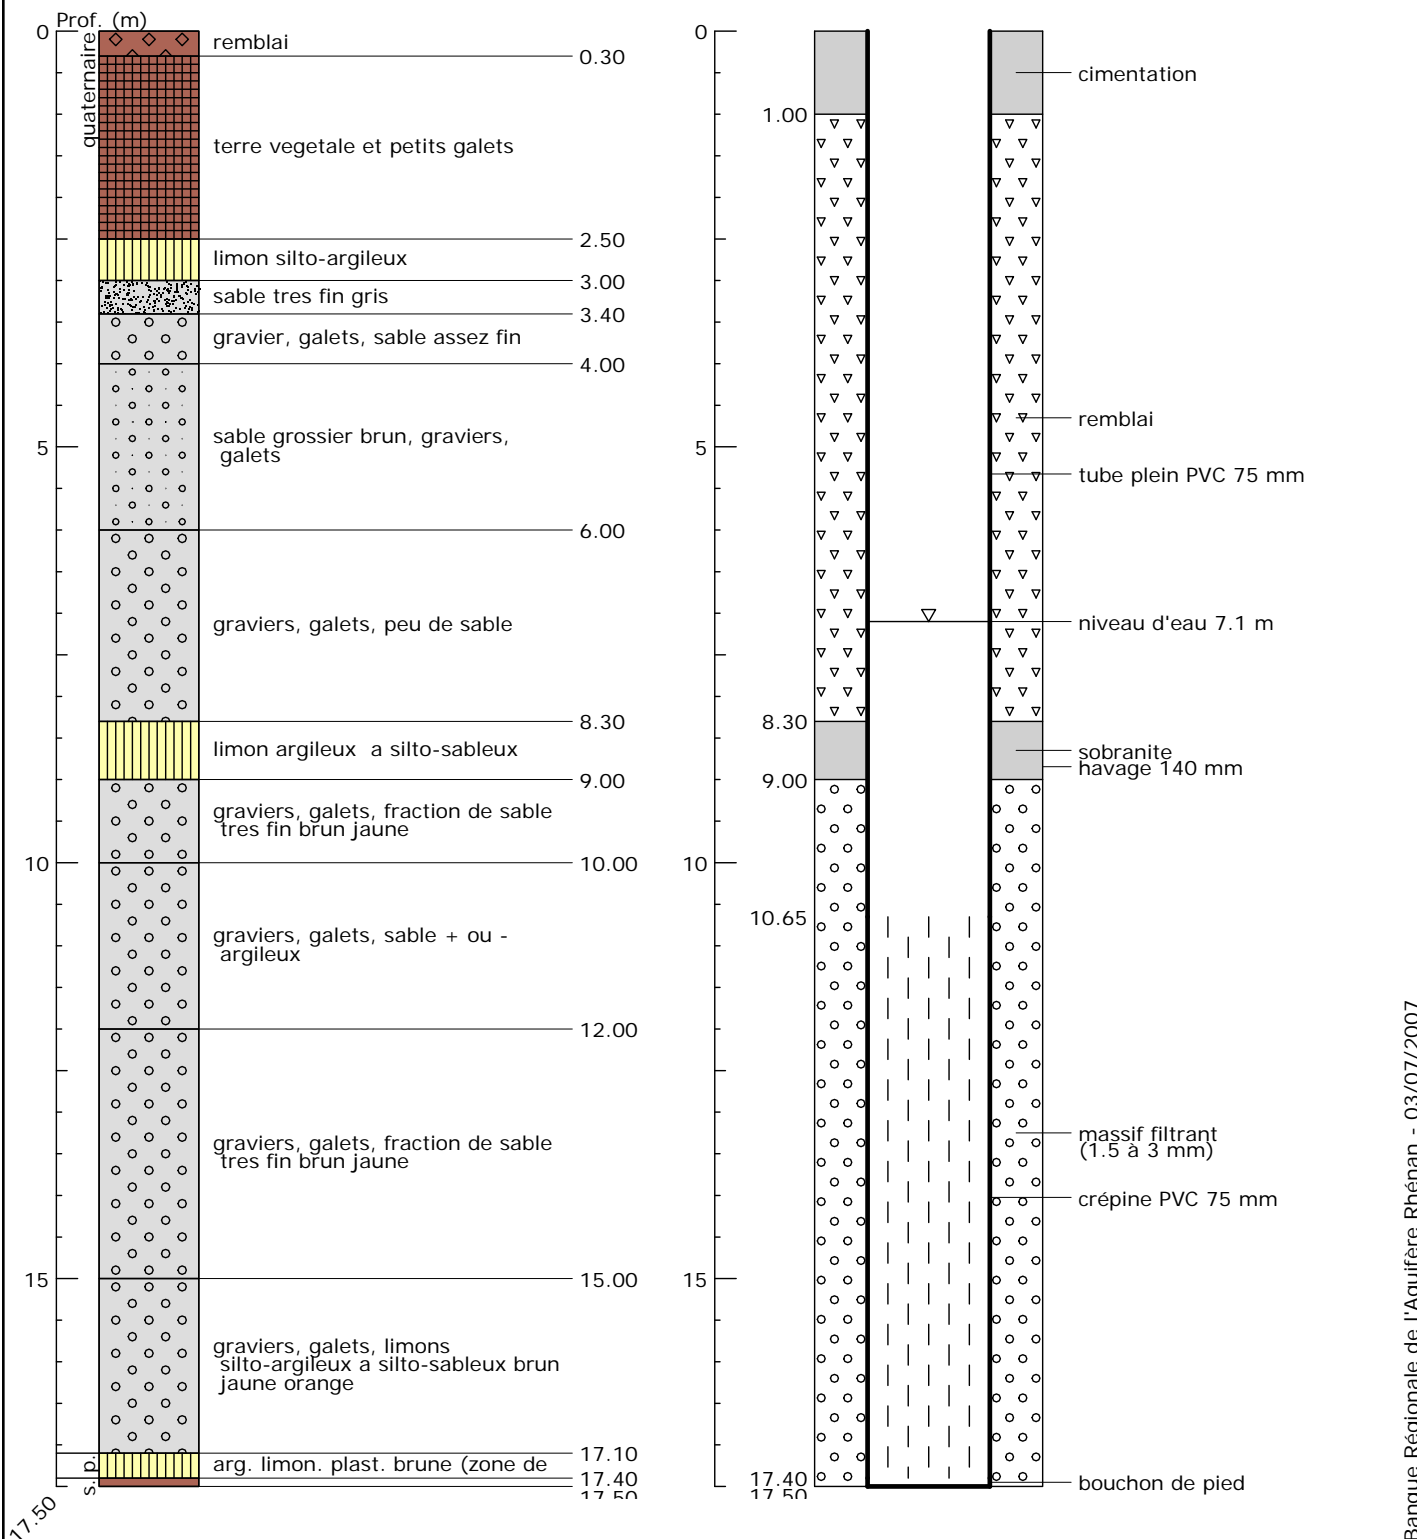 Prof. (m)
0
quaternaire
remblai
0.30
terre vegetale et petits galets
2.50
limon silto-argileux
3.00
sable tres fin gris
3.40
gravier, galets, sable assez fin
4.00
sable grossier brun, graviers,
galets
5
6.00
graviers, galets, peu de sable
8.30
limon argileux a silto-sableux
9.00
graviers, galets, fraction de sable
tres fin brun jaune
10
10.00
graviers, galets, sable + ou -
argileux
12.00
graviers, galets, fraction de sable
tres fin brun jaune
15
15.00
graviers, galets, limons
silto-argileux a silto-sableux brun
jaune orange
17.10
s. p.
arg. limon. plast. brune (zone de
17.40
17.50
17.50
0
cimentation
1.00
remblai
5
tube plein PVC 75 mm
niveau d'eau 7.1 m
8.30
sobranite
havage 140 mm
9.00
10
10.65
massif filtrant
(1.5 à 3 mm)
crépine PVC 75 mm
15
17.40
bouchon de pied
17.50
Banque Régionale de l'Aquifère Rhénan - 03/07/2007